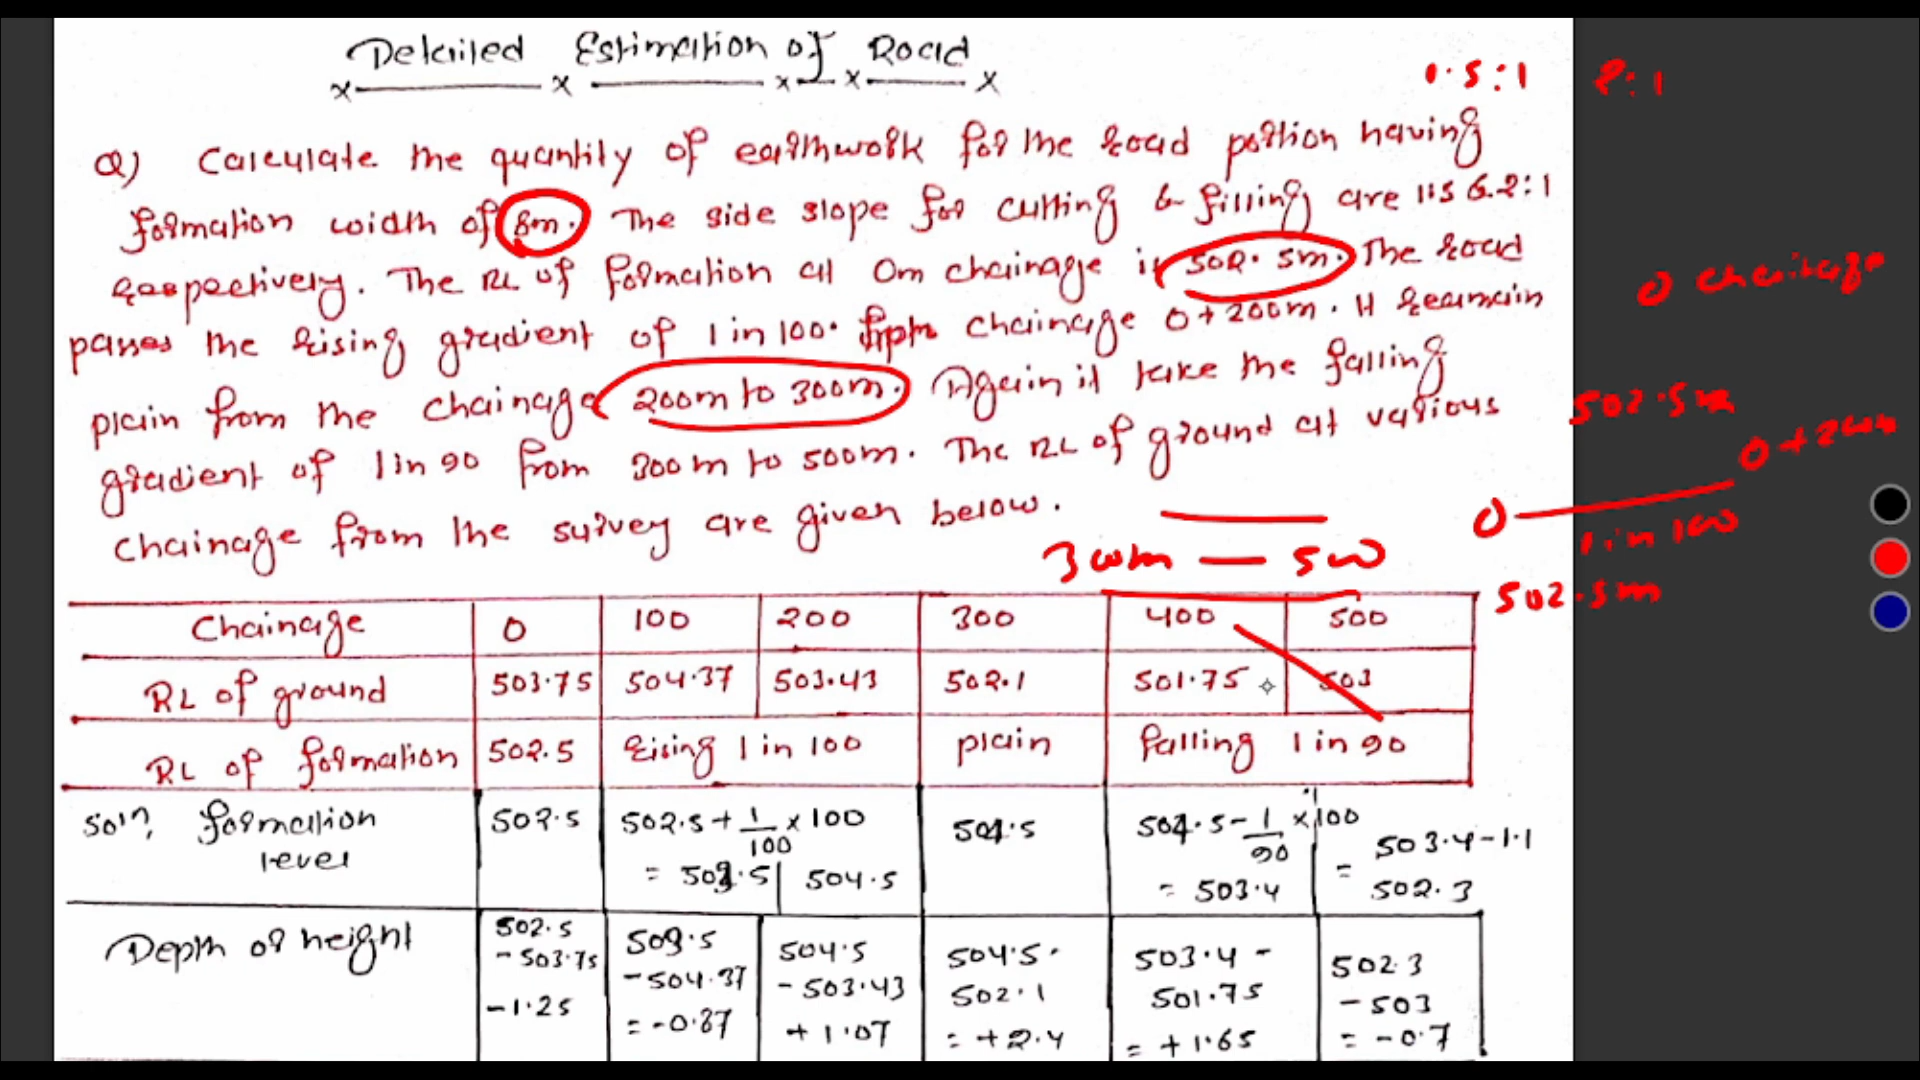 Detailed Estimation of Road
1.5:1 2:1
Q) Calculate the quantity of earthwork for the road portion having
formation width of 8m. The side slope for cutting & filling are 1:5 & 2:1
respectively. The RL of formation at 0m chainage is 502.5m. The road
passes the rising gradient of 1 in 100. chainage 0+200m. It remain
plain from the chainage 200m to 300m. Again it take the falling
gradient of 1 in 90 from 300m to 500m. The RL of ground at various
chainage from the survey are given below.
0 chainage
502.5m
0+200m
0
1 in 100
502.5m
300m — 500
Chainage 0 100 200 300 400 500
RL of ground 503.75 504.37 503.43 502.1 501.75 503
RL of formation 502.5 Rising 1 in 100 plain falling 1 in 90
Sol? formation level 502.5 502.5+1/100×100 = 503.5 504.5 504.5 504.5-1/90×100 = 503.4 503.4-1.1 = 502.3
Depth or height 502.5 -503.75 -1.25 503.5 -504.37 =-0.87 504.5 -503.43 +1.07 504.5- 502.1 =+2.4 503.4- 501.75 =+1.65 502.3 -503 =-0.7